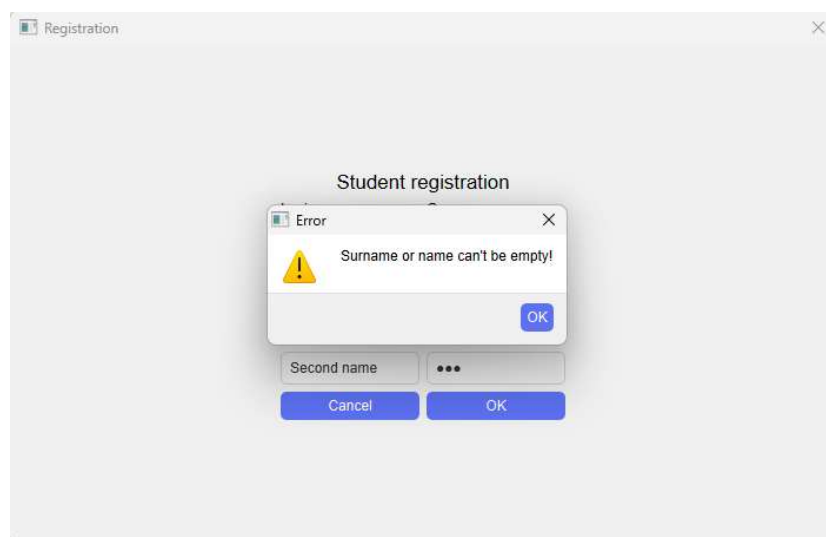 Registration
Student registration
Error
Surname or name can't be empty!
OK
Second name
Cancel OK